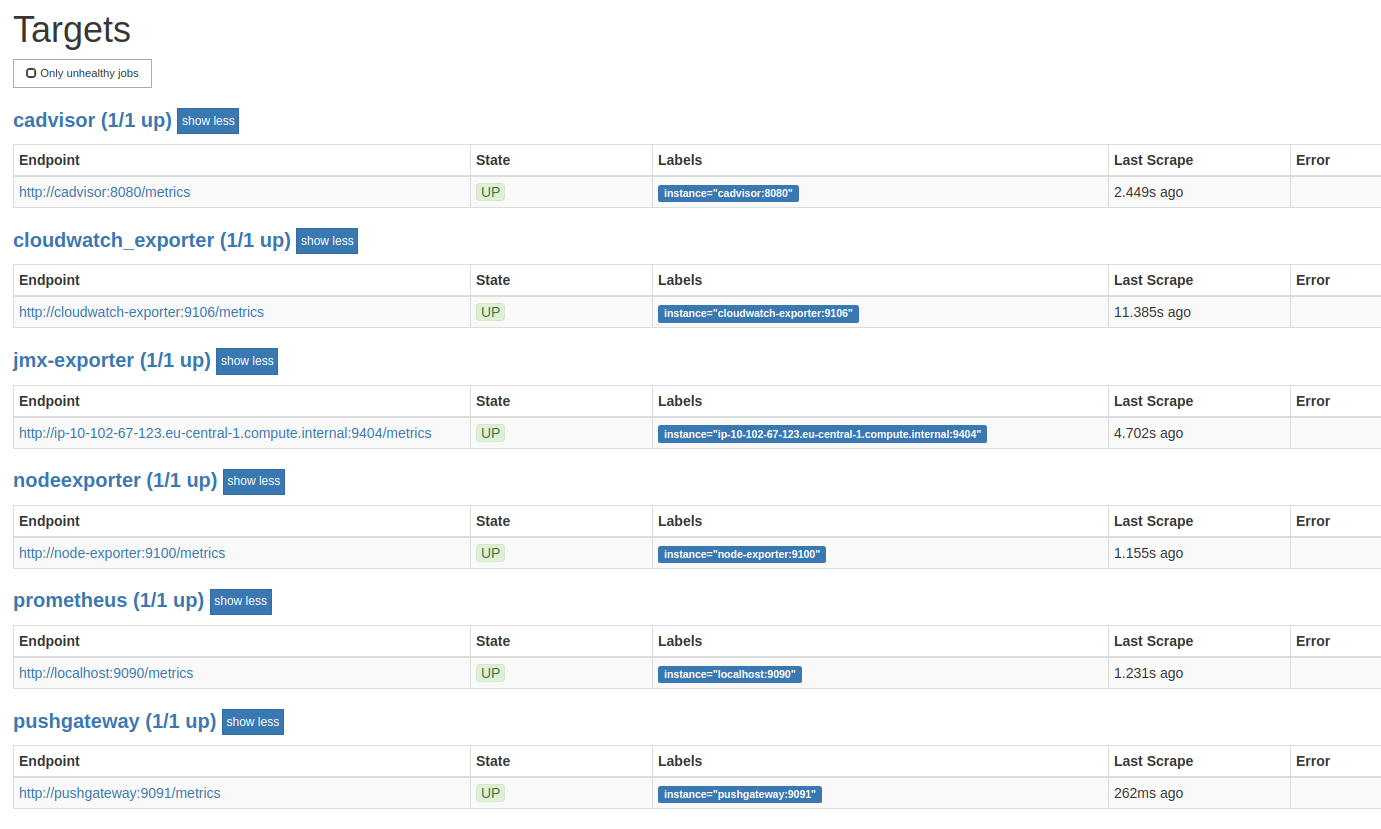 Targets
Only unhealthy jobs
cadvisor (1/1 up) show less
Endpoint State Labels Last Scrape Error
http://cadvisor:8080/metrics UP instance="cadvisor:8080" 2.449s ago
cloudwatch_exporter (1/1 up) show less
Endpoint State Labels Last Scrape Error
http://cloudwatch-exporter:9106/metrics UP instance="cloudwatch-exporter:9106" 11.385s ago
jmx-exporter (1/1 up) show less
Endpoint State Labels Last Scrape Error
http://ip-10-102-67-123.eu-central-1.compute.internal:9404/metrics UP instance="ip-10-102-67-123.eu-central-1.compute.internal:9404" 4.702s ago
nodeexporter (1/1 up) show less
Endpoint State Labels Last Scrape Error
http://node-exporter:9100/metrics UP instance="node-exporter:9100" 1.155s ago
prometheus (1/1 up) show less
Endpoint State Labels Last Scrape Error
http://localhost:9090/metrics UP instance="localhost:9090" 1.231s ago
pushgateway (1/1 up) show less
Endpoint State Labels Last Scrape Error
http://pushgateway:9091/metrics UP instance="pushgateway:9091" 262ms ago